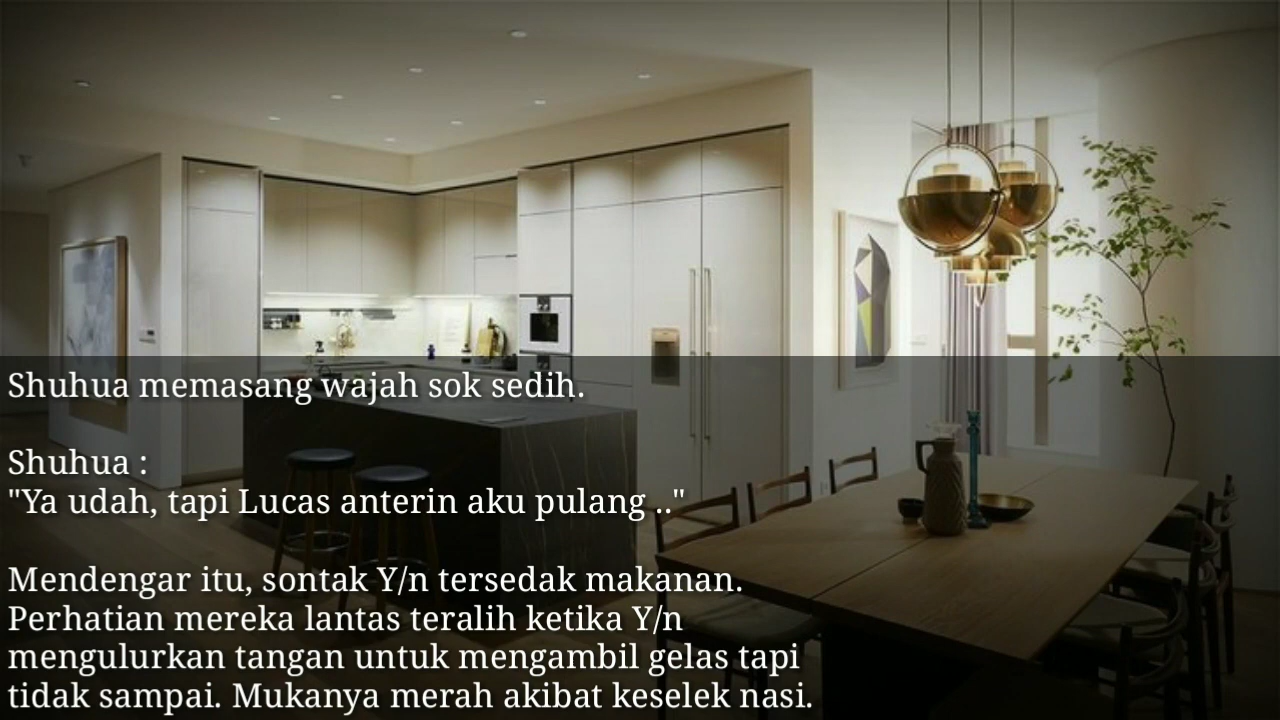 Shuhua memasang wajah sok sedih.
Shuhua :
"Ya udah, tapi Lucas anterin aku pulang .."
Mendengar itu, sontak Y/n tersedak makanan.
Perhatian mereka lantas teralih ketika Y/n
mengulurkan tangan untuk mengambil gelas tapi
tidak sampai. Mukanya merah akibat keselek nasi.